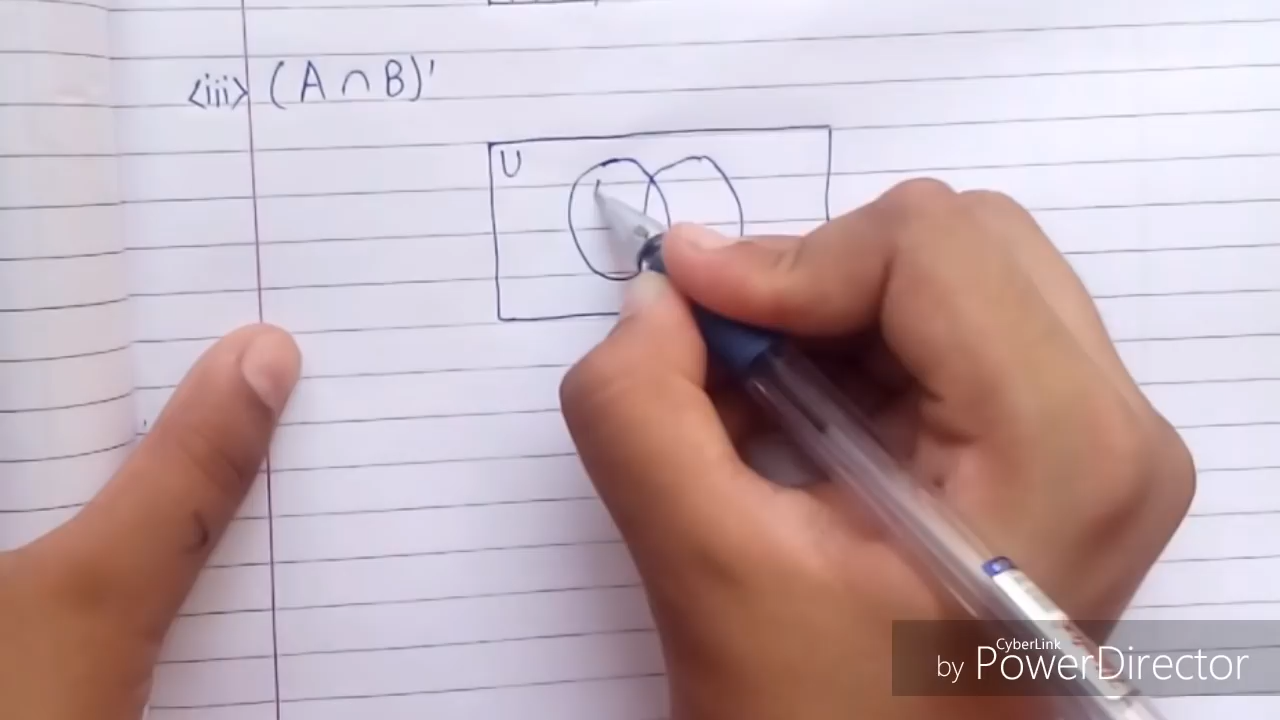 <iii> (A ∩ B)'
U
CyberLink
by PowerDirector